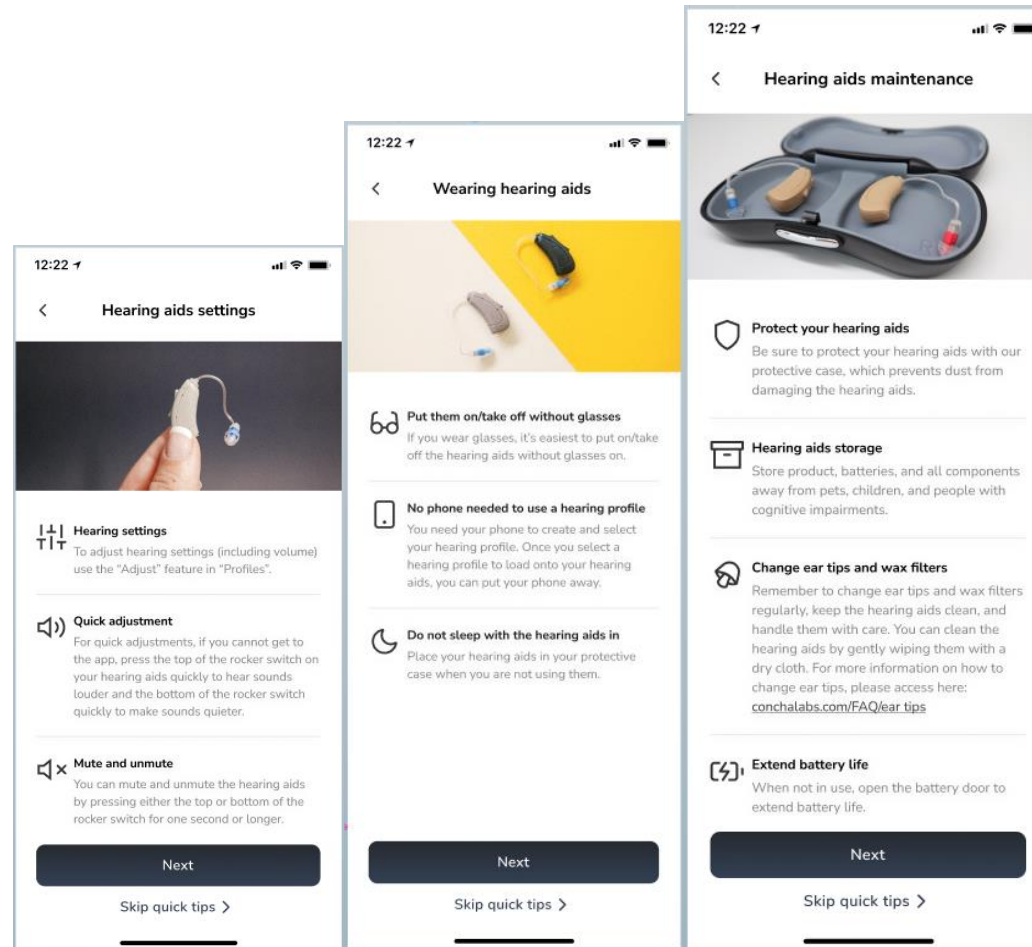 12:22
Hearing aids settings
Hearing settings
To adjust hearing settings (including volume)
use the “Adjust” feature in “Profiles”.
Quick adjustment
For quick adjustments, if you cannot get to
the app, press the top of the rocker switch on
your hearing aids quickly to hear sounds
louder and the bottom of the rocker switch
quickly to make sounds quieter.
Mute and unmute
You can mute and unmute the hearing aids
by pressing either the top or bottom of the
rocker switch for one second or longer.
Next
Skip quick tips
12:22
Wearing hearing aids
Put them on/take off without glasses
If you wear glasses, it’s easiest to put on/take
off the hearing aids without glasses on.
No phone needed to use a hearing profile
You need your phone to create and select
your hearing profile. Once you select a
hearing profile to load onto your hearing
aids, you can put your phone away.
Do not sleep with the hearing aids in
Place your hearing aids in your protective
case when you are not using them.
Next
Skip quick tips
12:22
Hearing aids maintenance
R
Protect your hearing aids
Be sure to protect your hearing aids with our
protective case, which prevents dust from
damaging the hearing aids.
Hearing aids storage
Store product, batteries, and all components
away from pets, children, and people with
cognitive impairments.
Change ear tips and wax filters
Remember to change ear tips and wax filters
regularly, keep the hearing aids clean, and
handle them with care. You can clean the
hearing aids by gently wiping them with a
dry cloth. For more information on how to
change ear tips, please access here:
conchalabs.com/FAQ/ear tips
Extend battery life
When not in use, open the battery door to
extend battery life.
Next
Skip quick tips